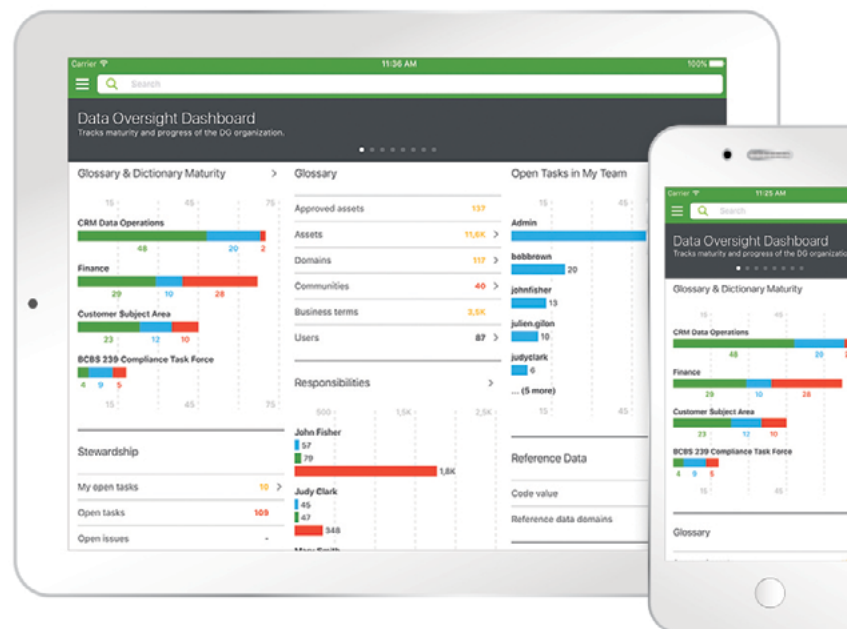 Carrier
11:36 AM
100%
Search
Data Oversight Dashboard
Tracks maturity and progress of the DG organization.
Glossary & Dictionary Maturity
15
45
75
CRM Data Operations
48
20
2
Finance
29
10
28
Customer Subject Area
23
12
10
BCBS 239 Compliance Task Force
4
9
5
15
45
75
Stewardship
My open tasks
10
Open tasks
109
Open issues
-
Glossary
Approved assets
137
Assets
11,6K
Domains
117
Communities
40
Business terms
3,5K
Users
87
Responsibilities
500
1,5K
2,5K
John Fisher
57
79
1,8K
Judy Clark
45
47
348
Mary Smith
Open Tasks in My Team
15
45
Admin
bobbrown
20
johnfisher
13
julien.gilon
10
judyclark
6
... (5 more)
15
45
Reference Data
Code value
Reference data domains
Carrier
11:25 AM
Search
Data Oversight Dashboard
Tracks maturity and progress of the DG organizatio
Glossary & Dictionary Maturity
15
45
CRM Data Operations
48
20
Finance
29
10
28
Customer Subject Area
23
12
10
BCBS 239 Compliance Task Force
4
9
5
15
45
Glossary